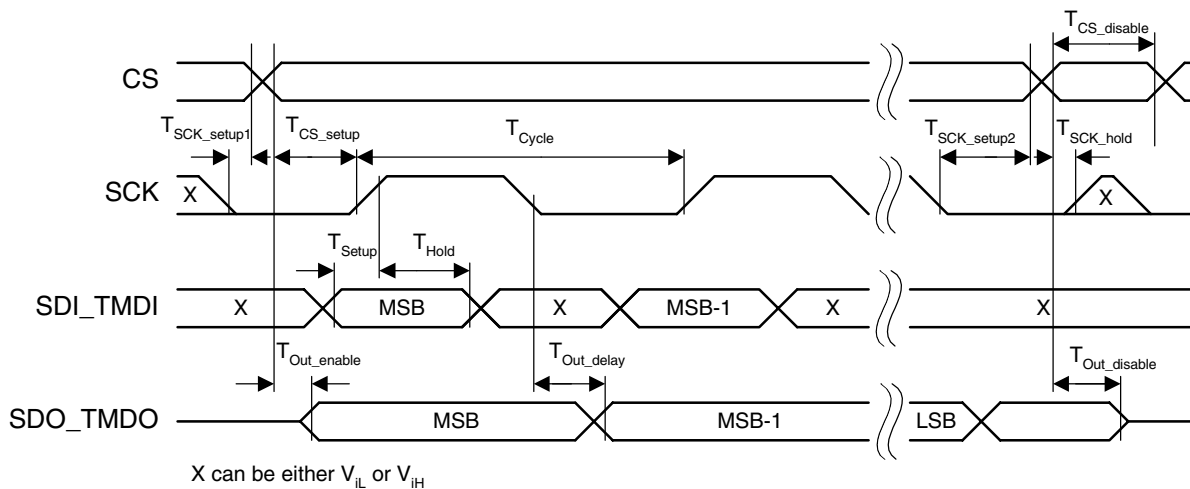 T_CS_disable
CS
T_SCK_setup1 T_CS_setup T_Cycle T_SCK_setup2 T_SCK_hold
SCK X X
T_Setup T_Hold
SDI_TMDI X MSB X MSB-1 X X
T_Out_enable T_Out_delay T_Out_disable
SDO_TMDO MSB MSB-1 LSB
X can be either V_iL or V_iH